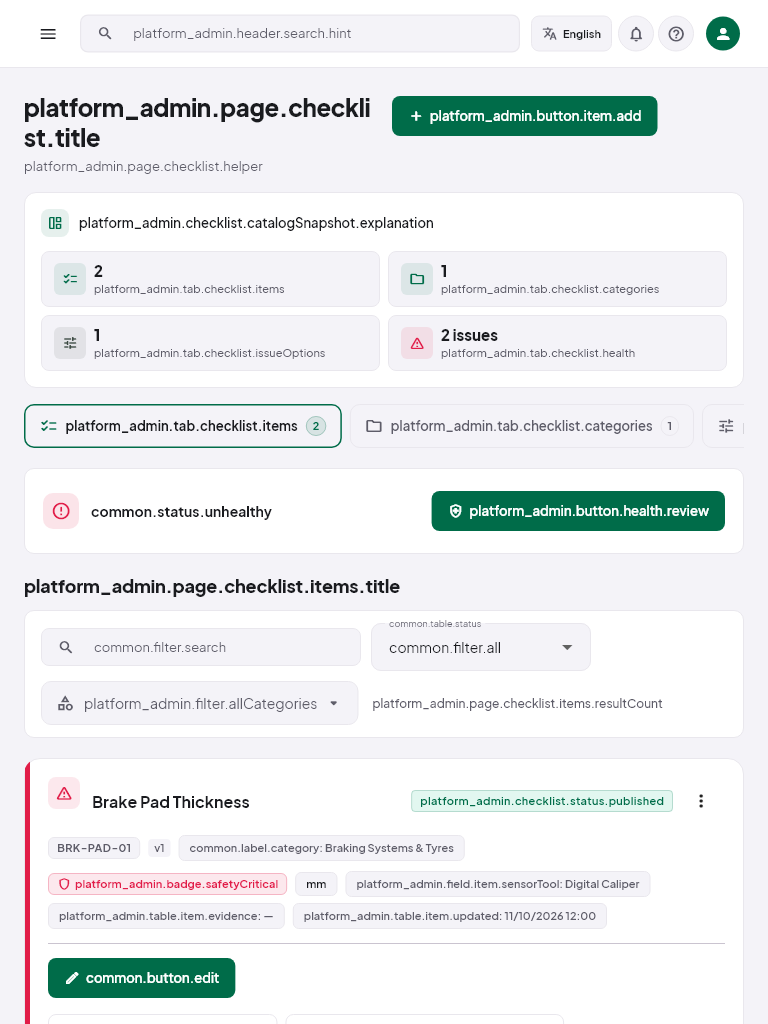 platform_admin.header.search.hint
English
platform_admin.page.checkli
st.title
platform_admin.button.item.add
platform_admin.page.checklist.helper
platform_admin.checklist.catalogSnapshot.explanation
2
platform_admin.tab.checklist.items
1
platform_admin.tab.checklist.categories
1
platform_admin.tab.checklist.issueOptions
2 issues
platform_admin.tab.checklist.health
platform_admin.tab.checklist.items 2
platform_admin.tab.checklist.categories 1
common.status.unhealthy
platform_admin.button.health.review
platform_admin.page.checklist.items.title
common.filter.search
common.table.status
common.filter.all
platform_admin.filter.allCategories
platform_admin.page.checklist.items.resultCount
Brake Pad Thickness
platform_admin.checklist.status.published
BRK-PAD-01
v1
common.label.category: Braking Systems & Tyres
platform_admin.badge.safetyCritical
mm
platform_admin.field.item.sensorTool: Digital Caliper
platform_admin.table.item.evidence: —
platform_admin.table.item.updated: 11/10/2026 12:00
common.button.edit